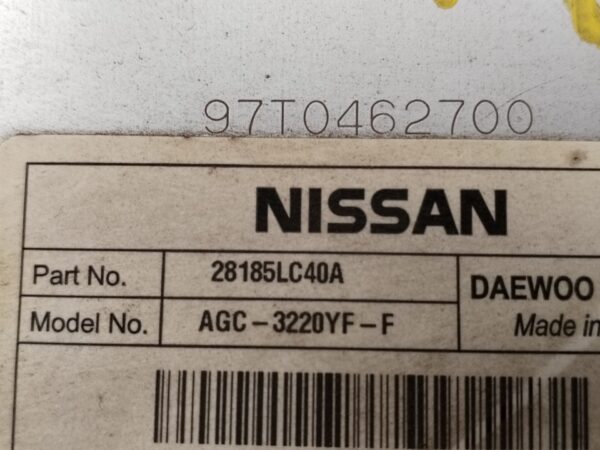 97T0462700
NISSAN
Part No. 28185LC40A DAEWOO
Model No. AGC-3220YF-F Made in